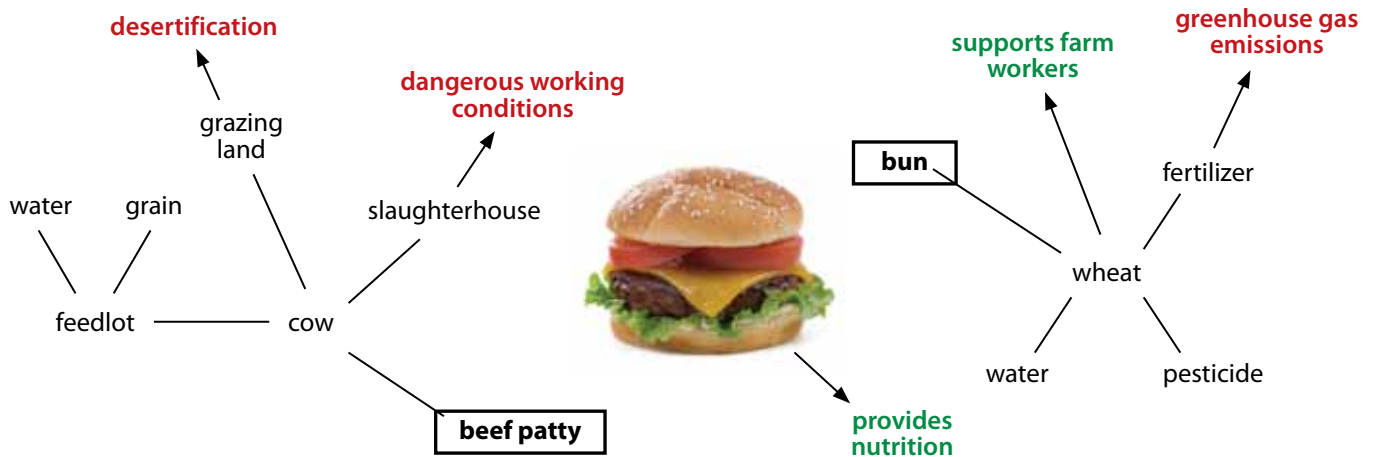 desertification
dangerous working
conditions
grazing
land
water
grain
slaughterhouse
feedlot
cow
beef patty
provides
nutrition
supports farm
workers
greenhouse gas
emissions
bun
fertilizer
wheat
water
pesticide